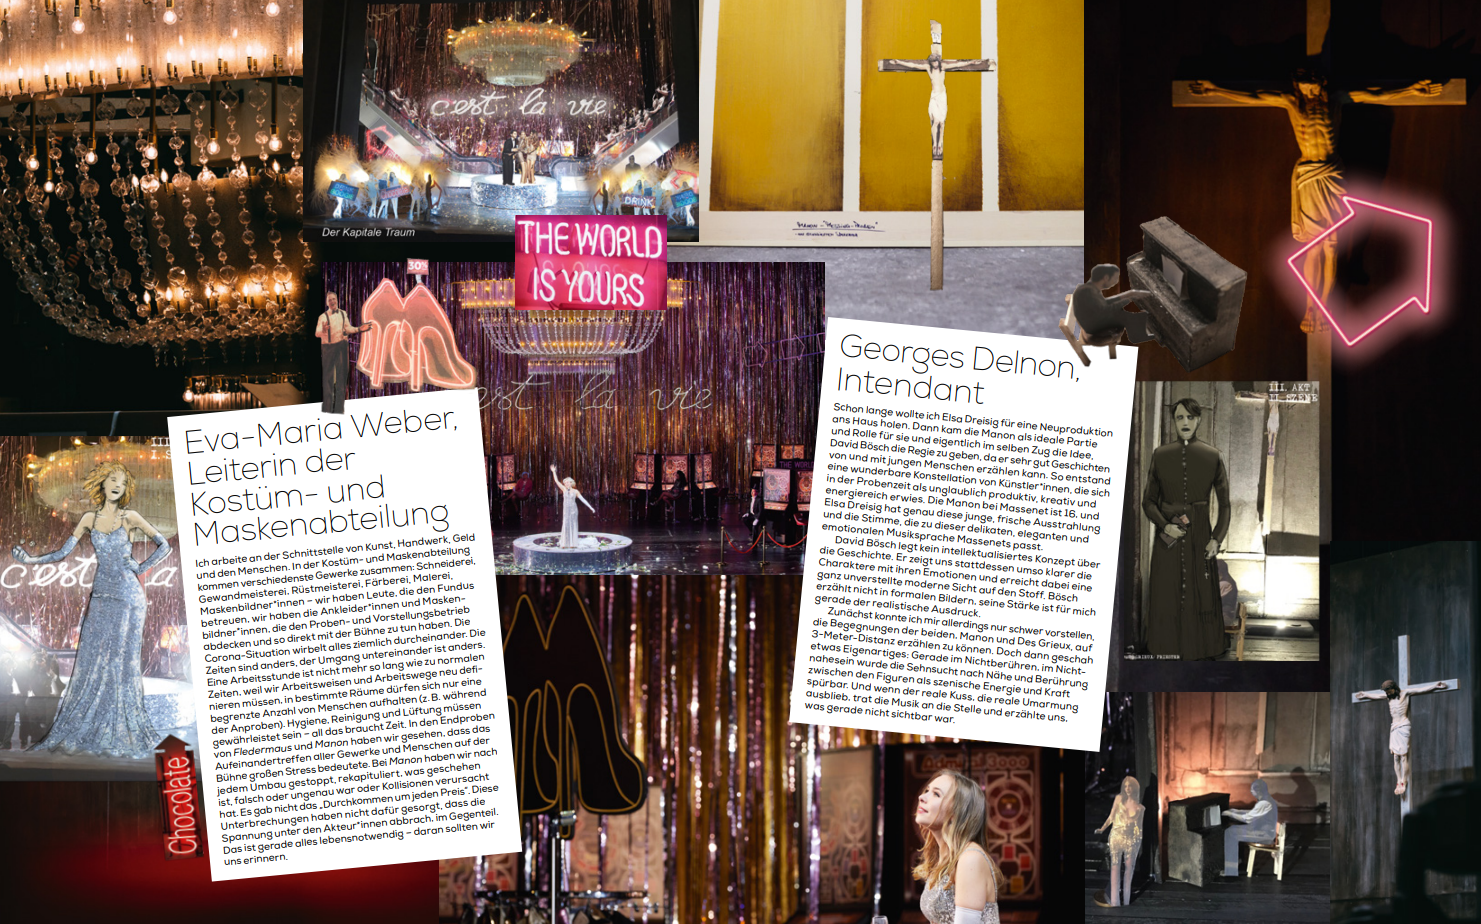 c'est la vie
DRINK
Der Kapitale Traum
THE WORLD
IS YOURS
30%
est la vie
III. AKT
II. SZENE
Eva-Maria Weber,
Leiterin der
Kostüm- und
Maskenabteilung
Ich arbeite an der Schnittstelle von Kunst, Handwerk, Geld
und den Menschen. In der Kostüm- und Maskenabteilung
kommen verschiedenste Gewerke zusammen: Schneiderei,
Gewandmeisterei, Rüstmeisterei, Färberei, Malerei,
Maskenbildner*innen – wir haben Leute, die den Fundus
betreuen, wir haben die Ankleider*innen und Masken-
bildner*innen, die den Proben- und Vorstellungsbetrieb
abdecken und so direkt mit der Bühne zu tun haben. Die
Corona-Situation wirbelt alles ziemlich durcheinander. Die
Zeiten sind anders, der Umgang untereinander ist anders.
Eine Arbeitsstunde ist nicht mehr so lang wie zu normalen
Zeiten, weil wir Arbeitsweisen und Arbeitswege neu defi-
nieren müssen, in bestimmte Räume dürfen sich nur eine
begrenzte Anzahl von Menschen aufhalten (z. B. während
der Anproben). Hygiene, Reinigung und Lüftung müssen
gewährleistet sein – all das braucht Zeit. In den Endproben
von Fledermaus und Manon haben wir gesehen, dass das
Aufeinandertreffen aller Gewerke und Menschen auf der
Bühne großen Stress bedeutete. Bei Manon haben wir nach
jedem Umbau gestoppt, rekapituliert, was geschehen
ist, falsch oder ungenau war oder Kollisionen verursacht
hat. Es gab nicht das „Durchkommen um jeden Preis“. Diese
Unterbrechungen haben nicht dafür gesorgt, dass die
Spannung unter den Akteur*innen abbrach, im Gegenteil.
Das ist gerade alles lebensnotwendig – daran sollten wir
uns erinnern.
Georges Delnon,
Intendant
Schon lange wollte ich Elsa Dreisig für eine Neuproduktion
ans Haus holen. Dann kam die Manon als ideale Partie
und Rolle für sie und eigentlich im selben Zug die Idee,
David Bösch die Regie zu geben, da er sehr gut Geschichten
von und mit jungen Menschen erzählen kann. So entstand
eine wunderbare Konstellation von Künstler*innen, die sich
in der Probenzeit als unglaublich produktiv, kreativ und
energiereich erwies. Die Manon bei Massenet ist 16, und
Elsa Dreisig hat genau diese junge, frische Ausstrahlung
und die Stimme, die zu dieser delikaten, eleganten und
emotionalen Musiksprache Massenets passt.
David Bösch legt kein intellektualisiertes Konzept über
die Geschichte. Er zeigt uns stattdessen umso klarer die
Charaktere mit ihren Emotionen und erreicht dabei eine
ganz unverstellte moderne Sicht auf den Stoff. Bösch
erzählt nicht in formalen Bildern, seine Stärke ist für mich
gerade der realistische Ausdruck.
Zunächst konnte ich mir allerdings nur schwer vorstellen,
die Begegnungen der beiden, Manon und Des Grieux, auf
3-Meter-Distanz erzählen zu können. Doch dann geschah
etwas Eigenartiges: Gerade im Nichtberühren, im Nicht-
nahesein wurde die Sehnsucht nach Nähe und Berührung
zwischen den Figuren als szenische Energie und Kraft
spürbar. Und wenn der reale Kuss, die reale Umarmung
ausblieb, trat die Musik an die Stelle und erzählte uns,
was gerade nicht sichtbar war.
c'est a
Chocolate
Admiral 3000